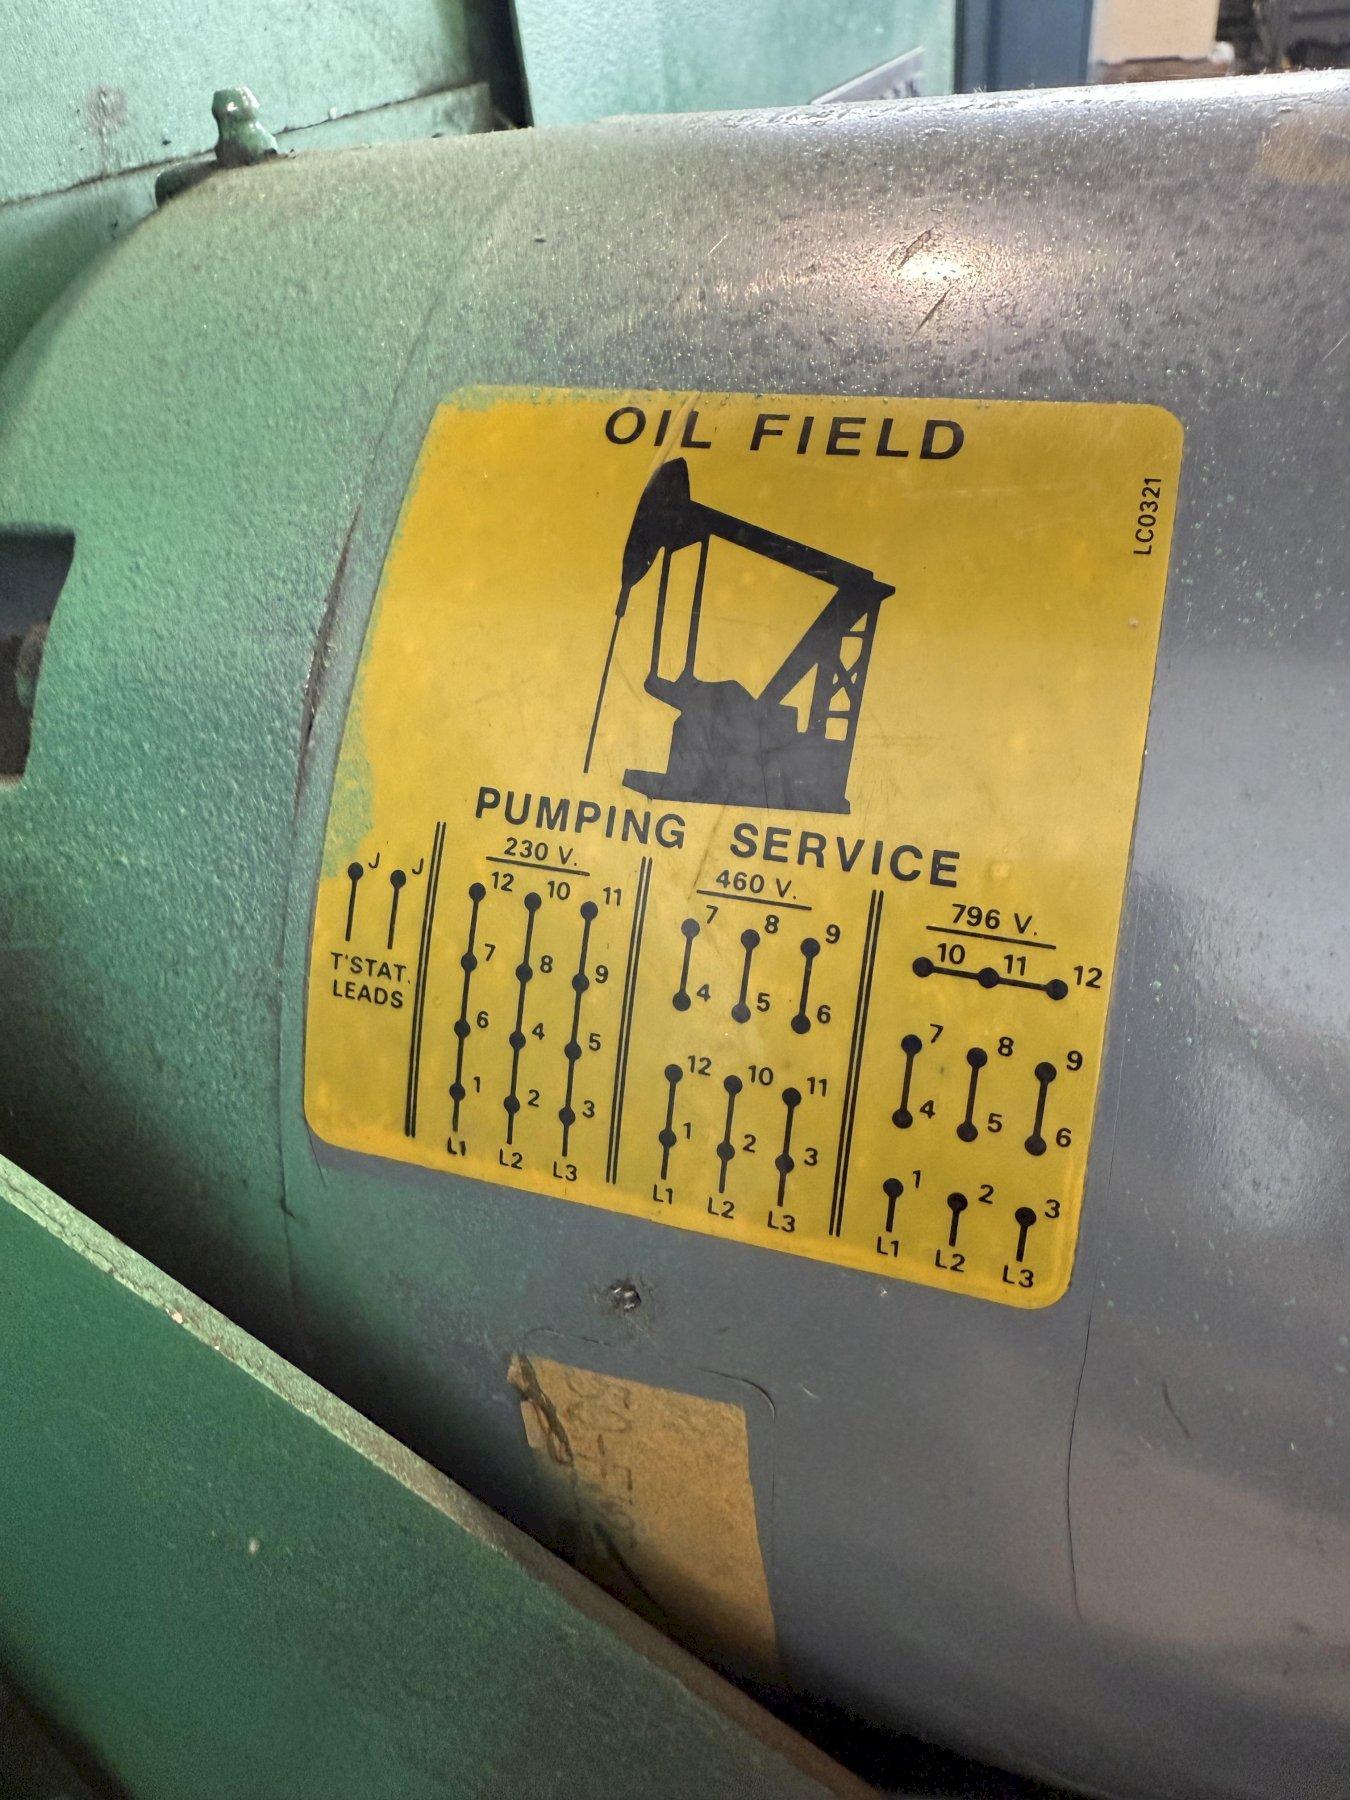 OIL FIELD
LC0321
PUMPING SERVICE
J J
T'STAT.
LEADS
230 V.
12 10 11
7 8 9
6 4 5
1 2 3
L1 L2 L3
460 V.
7 8 9
4 5 6
12 10 11
1 2 3
L1 L2 L3
796 V.
10 11 12
7 8 9
4 5 6
1 2 3
L1 L2 L3